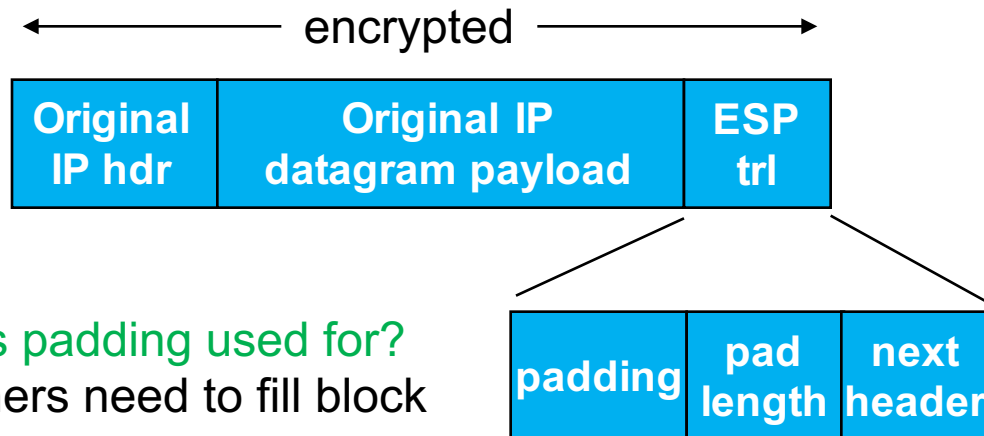 encrypted
Original
IP hdr
Original IP
datagram payload
ESP
trl
s padding used for?
ners need to fill block
padding
pad
length
next
header